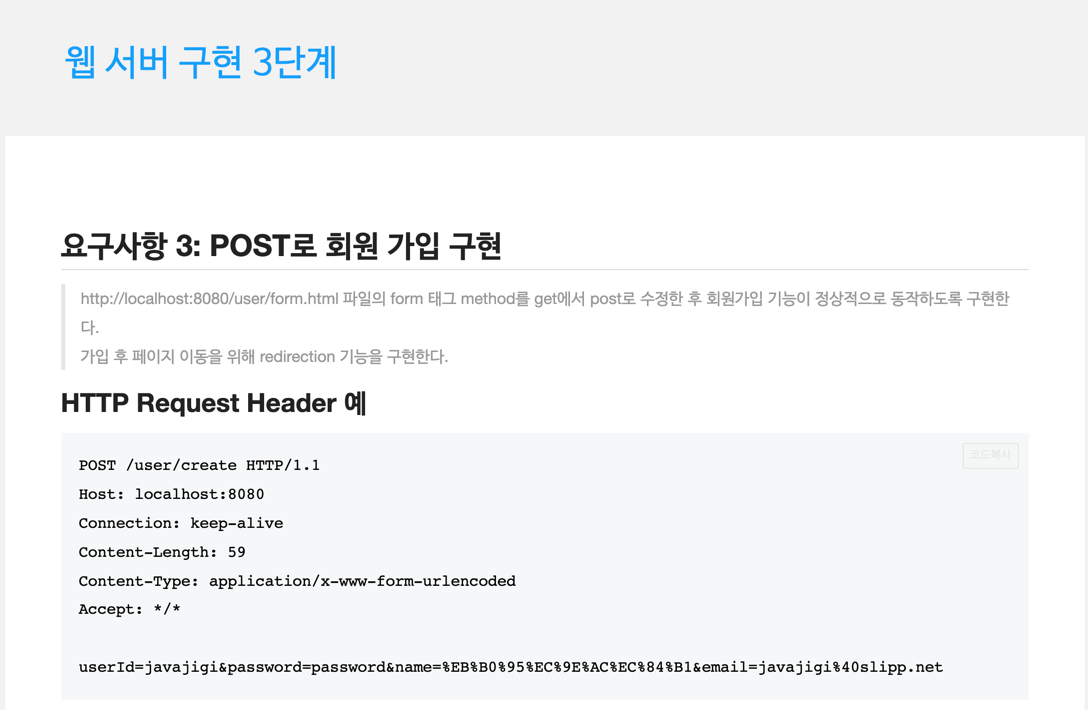 웹 서버 구현 3단계
요구사항 3: POST로 회원 가입 구현
http://localhost:8080/user/form.html 파일의 form 태그 method를 get에서 post로 수정한 후 회원가입 기능이 정상적으로 동작하도록 구현한
다.
가입 후 페이지 이동을 위해 redirection 기능을 구현한다.
HTTP Request Header 예
코드복사
POST /user/create HTTP/1.1
Host: localhost:8080
Connection: keep-alive
Content-Length: 59
Content-Type: application/x-www-form-urlencoded
Accept: */*
userId=javajigi&password=password&name=%EB%B0%95%EC%9E%AC%EC%84%B1&email=javajigi%40slipp.net